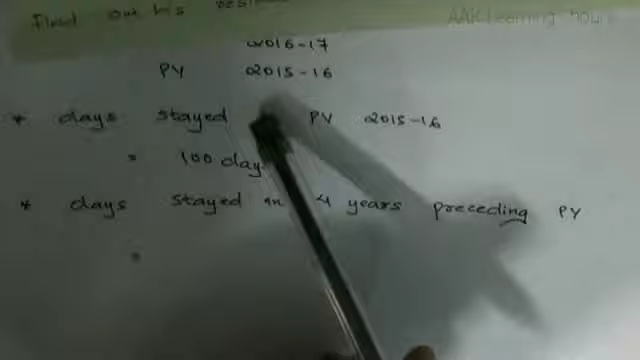 Find out his
AAK Learning hour
2016-17
PY 2015-16
* days stayed PY 2015-16
= 100 days
* days stayed in 4 years preceding PY
=